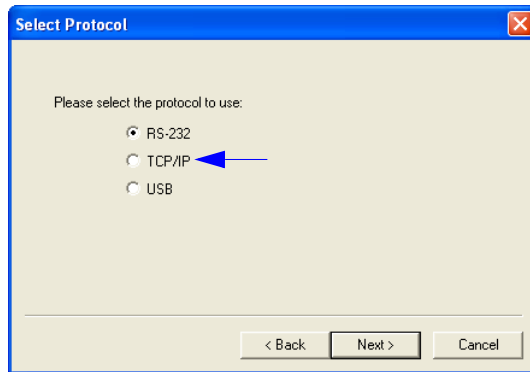 Select Protocol
Please select the protocol to use:
RS-232
TCP/IP
USB
< Back Next > Cancel